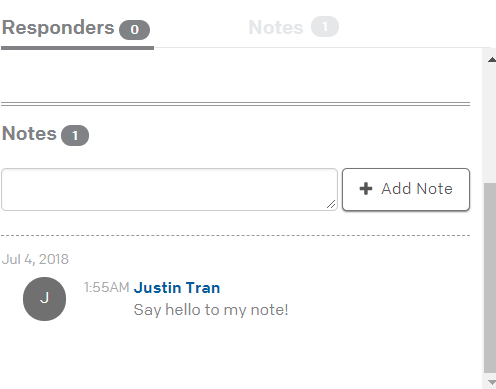 Responders 0 Notes 1
Notes 1
+ Add Note
Jul 4, 2018
J 1:55AM Justin Tran
Say hello to my note!